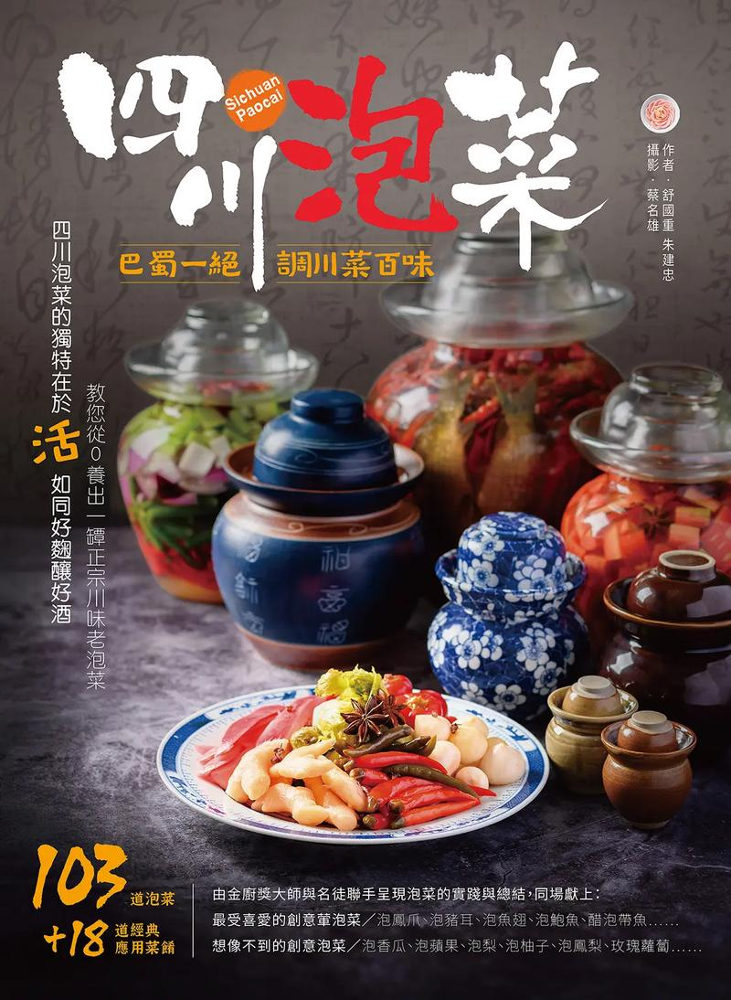 四川泡菜
Sichuan
Paocai
作者．舒國重 朱建忠
攝影．蔡名雄
巴蜀一絕 調川菜百味
四川泡菜的獨特在於
活
如同好麴釀好酒
教您從0養出一罈正宗川味老泡菜
103 道泡菜
+18 道經典
應用菜餚
由金廚獎大師與名徒聯手呈現泡菜的實踐與總結，同場獻上：
最受喜愛的創意葷泡菜／泡鳳爪、泡豬耳、泡魚翅、泡鮑魚、醋泡帶魚……
想像不到的創意泡菜／泡香瓜、泡蘋果、泡梨、泡柚子、泡鳳梨、玫瑰蘿蔔……